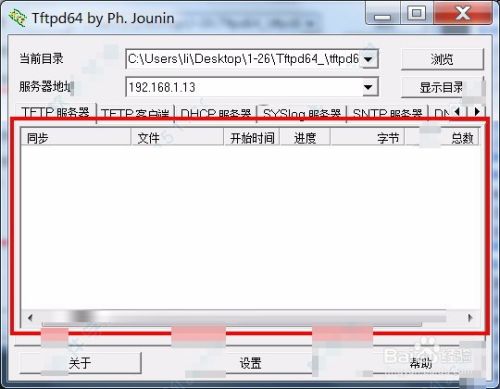 Tftpd64 by Ph. Jounin
当前目录 C:\Users\li\Desktop\1-26\Tftpd64_\tftpd6 浏览
服务器地址 192.168.1.13 显示目录
TFTP 服务器 TFTP 客户端 DHCP 服务器 SYSlog 服务器 SNTP 服务器 DN
同步 文件 开始时间 进度 字节 总数
关于 设置 帮助